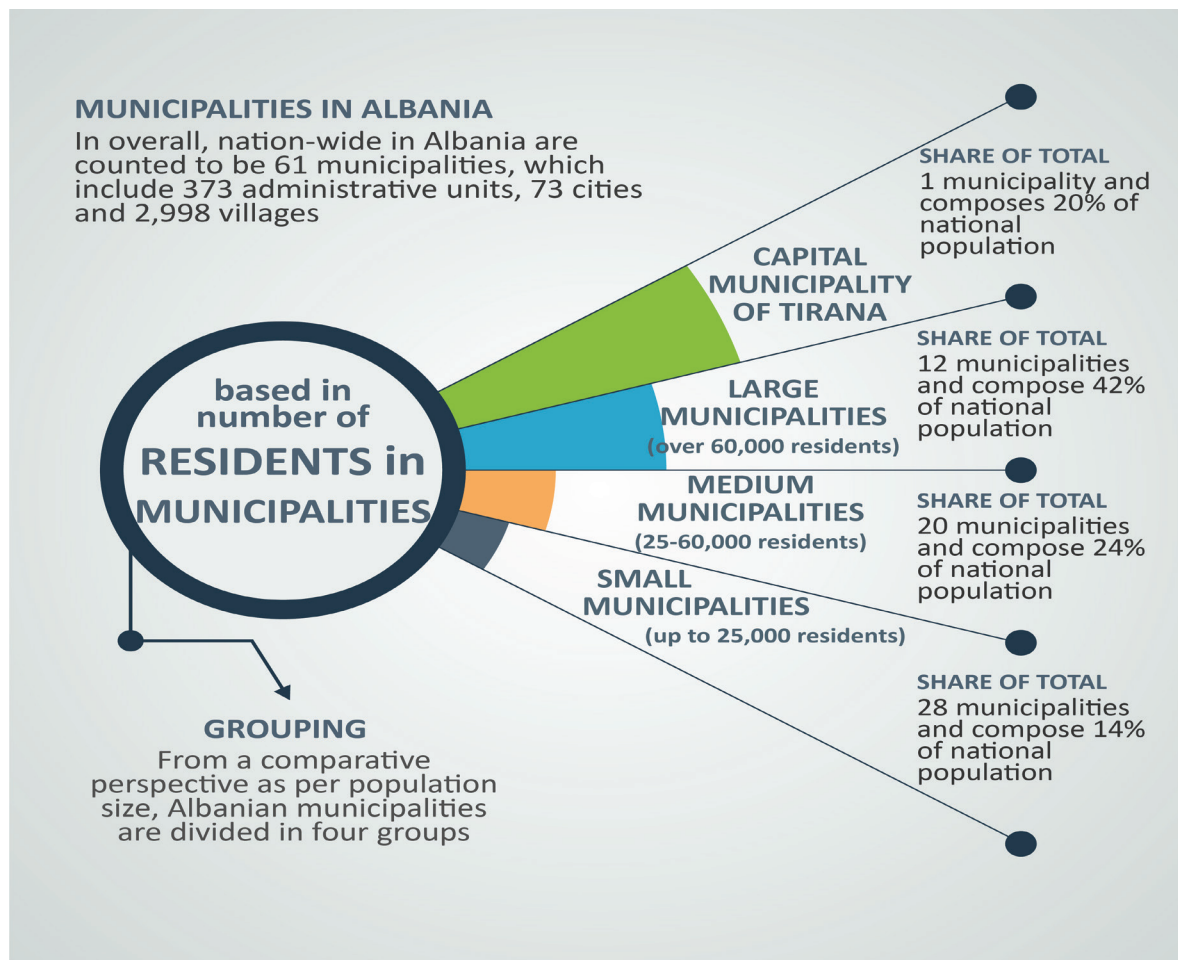 MUNICIPALITIES IN ALBANIA
In overall, nation-wide in Albania are
counted to be 61 municipalities, which
include 373 administrative units, 73 cities
and 2,998 villages
SHARE OF TOTAL
1 municipality and
composes 20% of
national
population
CAPITAL
MUNICIPALITY
OF TIRANA
SHARE OF TOTAL
12 municipalities
and compose 42%
of national
population
LARGE
MUNICIPALITIES
(over 60,000 residents)
based in
number of
RESIDENTS in
MUNICIPALITIES
MEDIUM
MUNICIPALITIES
(25-60,000 residents)
SHARE OF TOTAL
20 municipalities
and compose 24%
of national
population
SMALL
MUNICIPALITIES
(up to 25,000 residents)
SHARE OF TOTAL
28 municipalities
and compose 14%
of national
population
GROUPING
From a comparative
perspective as per population
size, Albanian municipalities
are divided in four groups